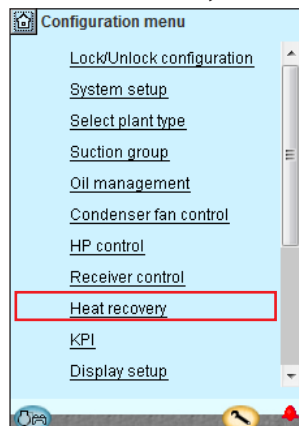 Configuration menu
Lock/Unlock configuration
System setup
Select plant type
Suction group
Oil management
Condenser fan control
HP control
Receiver control
Heat recovery
KPI
Display setup